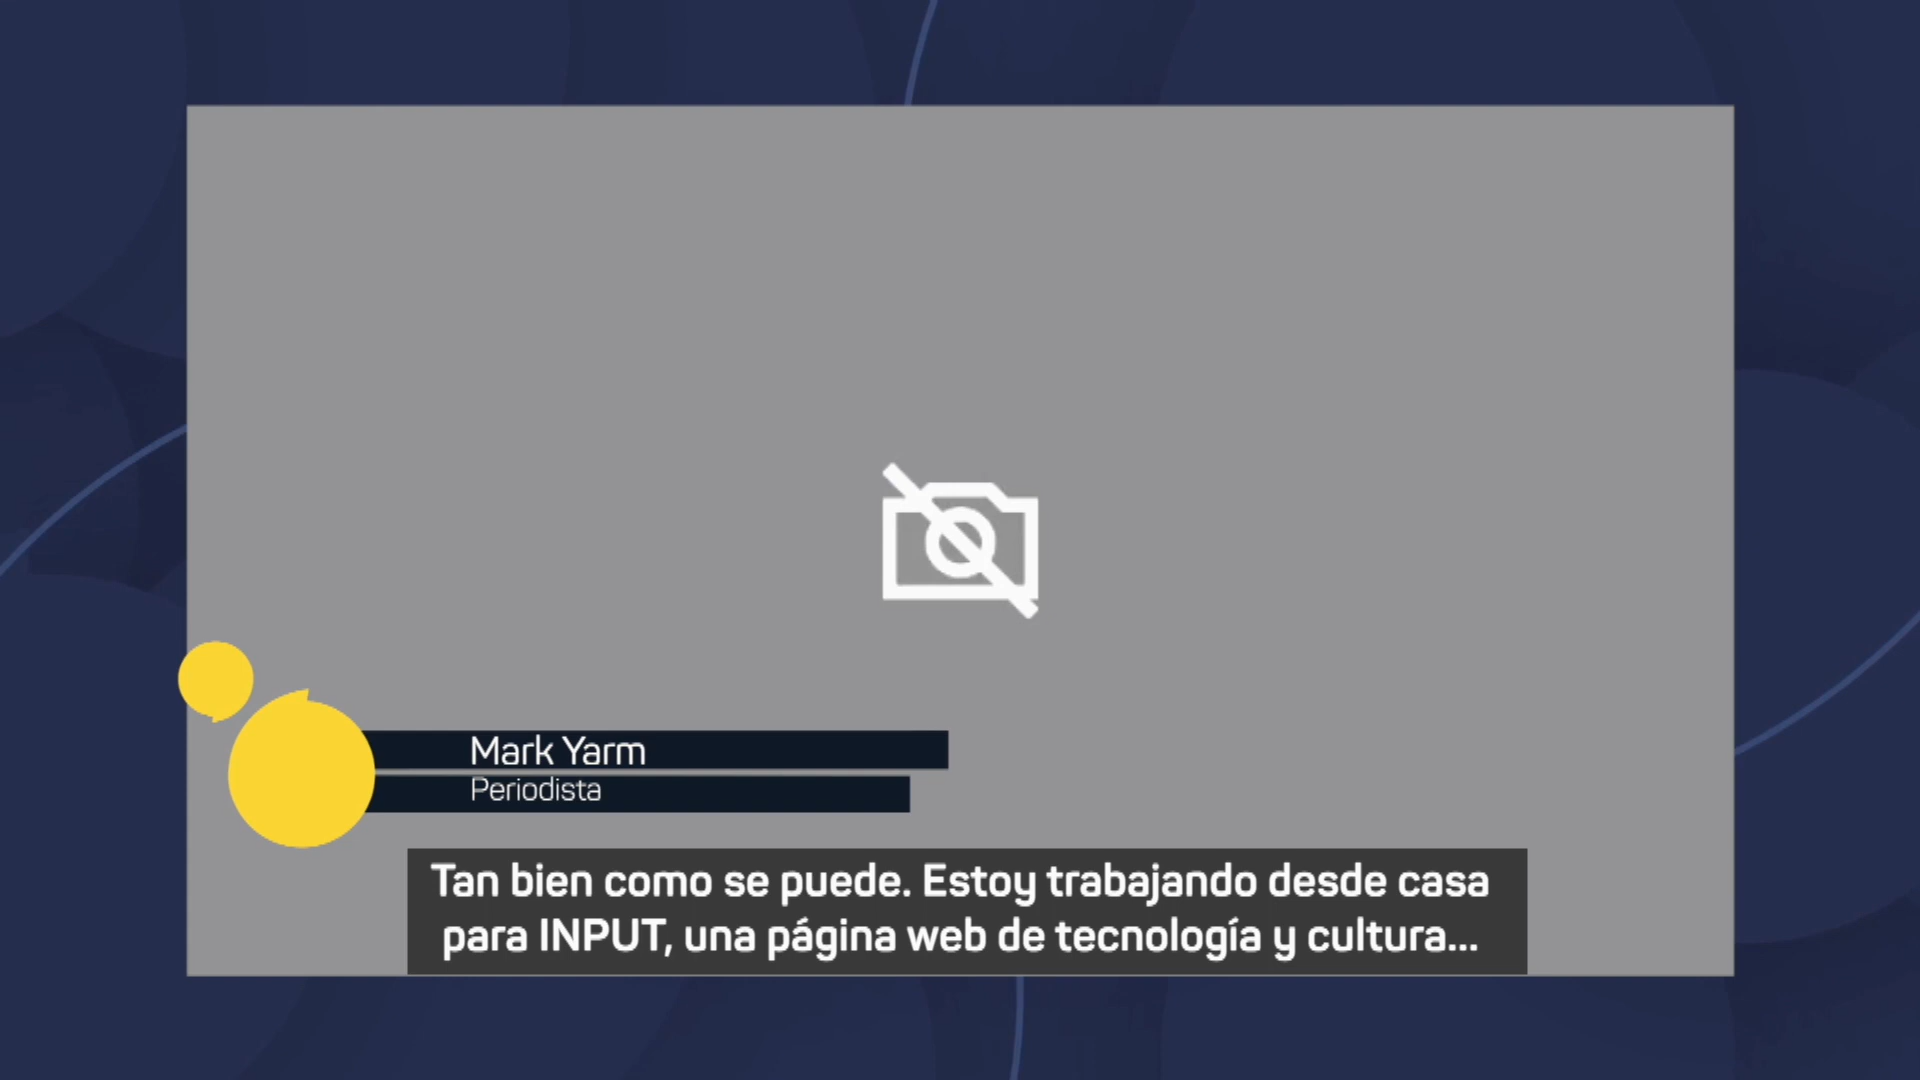 Mark Yarm
Periodista
Tan bien como se puede. Estoy trabajando desde casa
para INPUT, una página web de tecnología y cultura...